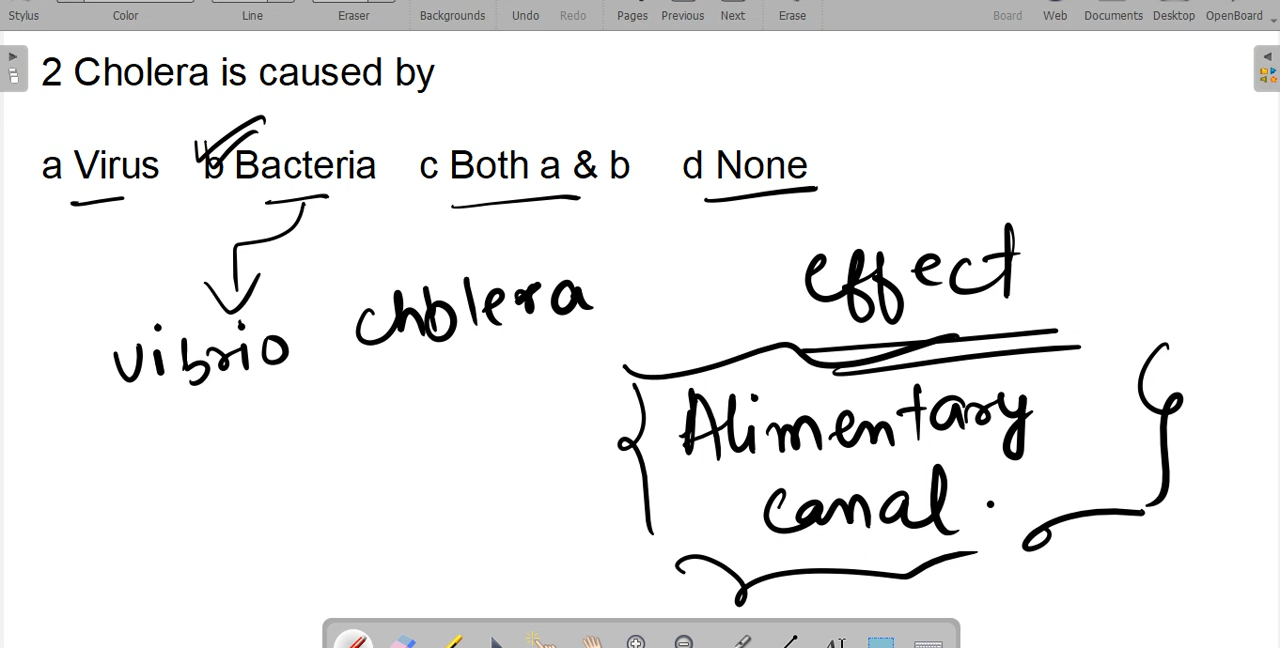 Stylus Color Line Eraser Backgrounds Undo Redo Pages Previous Next Erase Board Web Documents Desktop OpenBoard
2 Cholera is caused by
a Virus b Bacteria c Both a & b d None
effect
vibrio cholera
Alimentary
canal.